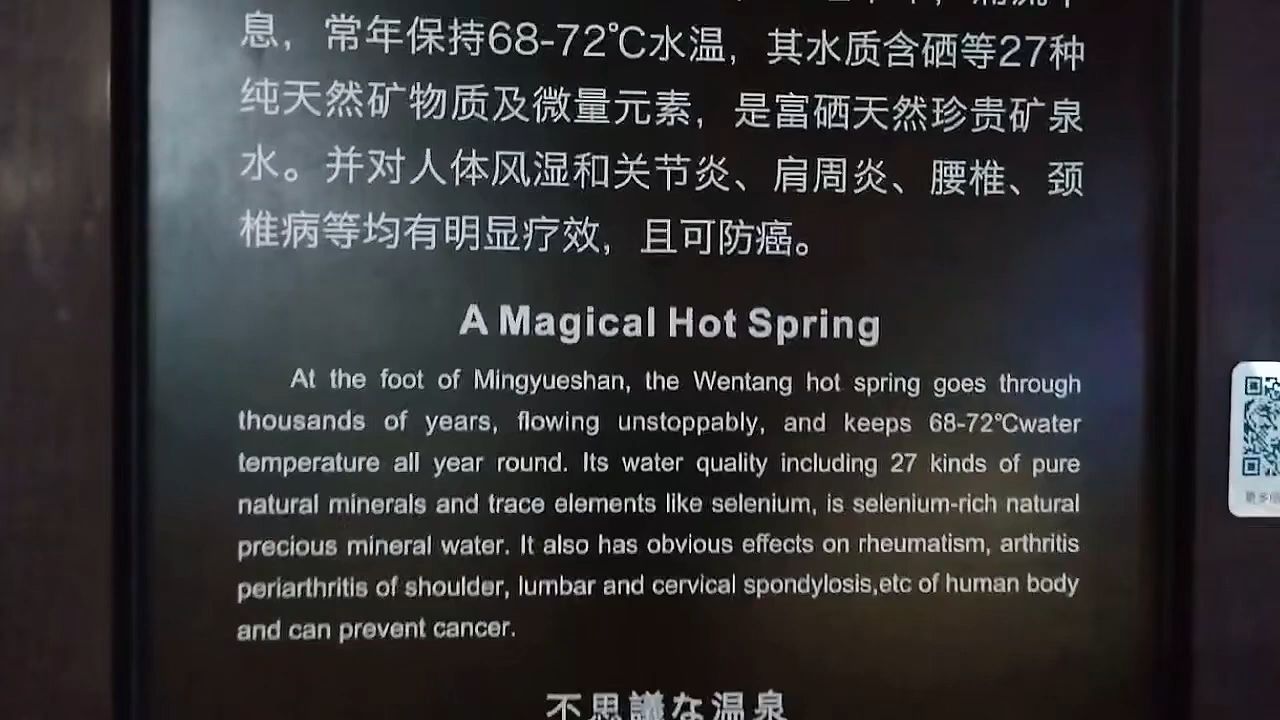 息，常年保持68-72℃水温，其水质含硒等27种
纯天然矿物质及微量元素，是富硒天然珍贵矿泉
水。并对人体风湿和关节炎、肩周炎、腰椎、颈
椎病等均有明显疗效，且可防癌。
A Magical Hot Spring
At the foot of Mingyueshan, the Wentang hot spring goes through
thousands of years, flowing unstoppably, and keeps 68-72℃water
temperature all year round. Its water quality including 27 kinds of pure
natural minerals and trace elements like selenium, is selenium-rich natural
precious mineral water. It also has obvious effects on rheumatism, arthritis
periarthritis of shoulder, lumbar and cervical spondylosis,etc of human body
and can prevent cancer.
不思議な温泉